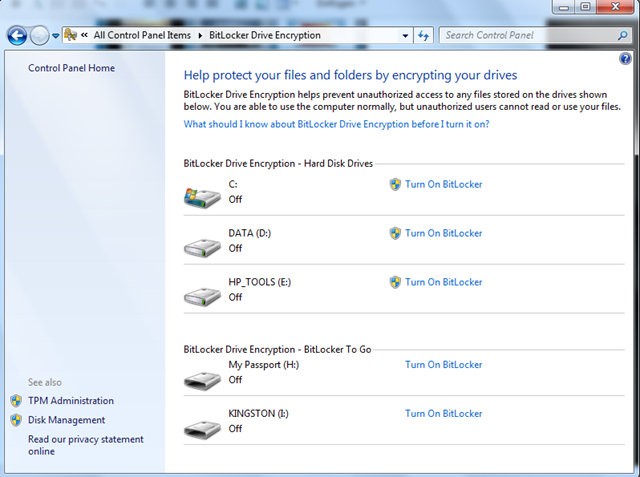 All Control Panel Items BitLocker Drive Encryption Search Control Panel
Control Panel Home
Help protect your files and folders by encrypting your drives
BitLocker Drive Encryption helps prevent unauthorized access to any files stored on the drives shown
below. You are able to use the computer normally, but unauthorized users cannot read or use your files.
What should I know about BitLocker Drive Encryption before I turn it on?
BitLocker Drive Encryption - Hard Disk Drives
C: Turn On BitLocker
Off
DATA (D:) Turn On BitLocker
Off
HP_TOOLS (E:) Turn On BitLocker
Off
BitLocker Drive Encryption - BitLocker To Go
My Passport (H:) Turn On BitLocker
Off
KINGSTON (I:) Turn On BitLocker
Off
See also
TPM Administration
Disk Management
Read our privacy statement
online